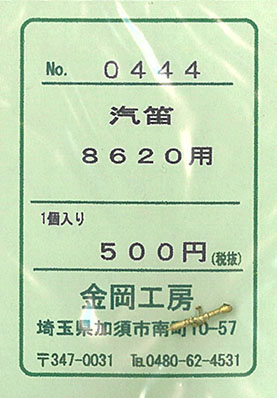 No. 0444
汽笛
8620用
1個入り
500円(税抜)
金岡工房
埼玉県加須市南町10-57
〒347-0031 ℡0480-62-4531